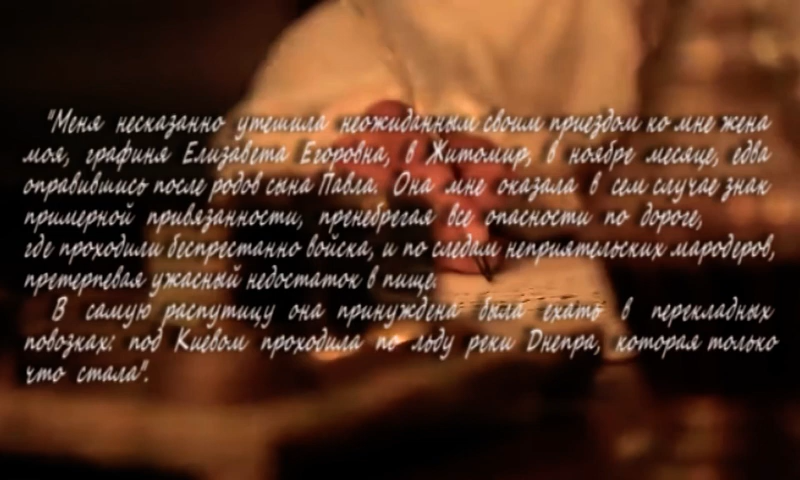 "Меня несказанно утешила неожиданным своим приездом ко мне жена
моя, графиня Елизавета Егоровна, в Житомир, в ноябре месяце, едва
оправившись после родов сына Павла. Она мне оказала в сем случае знак
примерной привязанности, пренебрегая все опасности по дороге,
где проходили беспрестанно войска, и по следам неприятельских мародеров,
претерпевая ужасный недостаток в пище.
В самую распутицу она принуждена была ехать в перекладных
повозках: под Киевом проходила по льду реки Днепра, которая только
что стала".